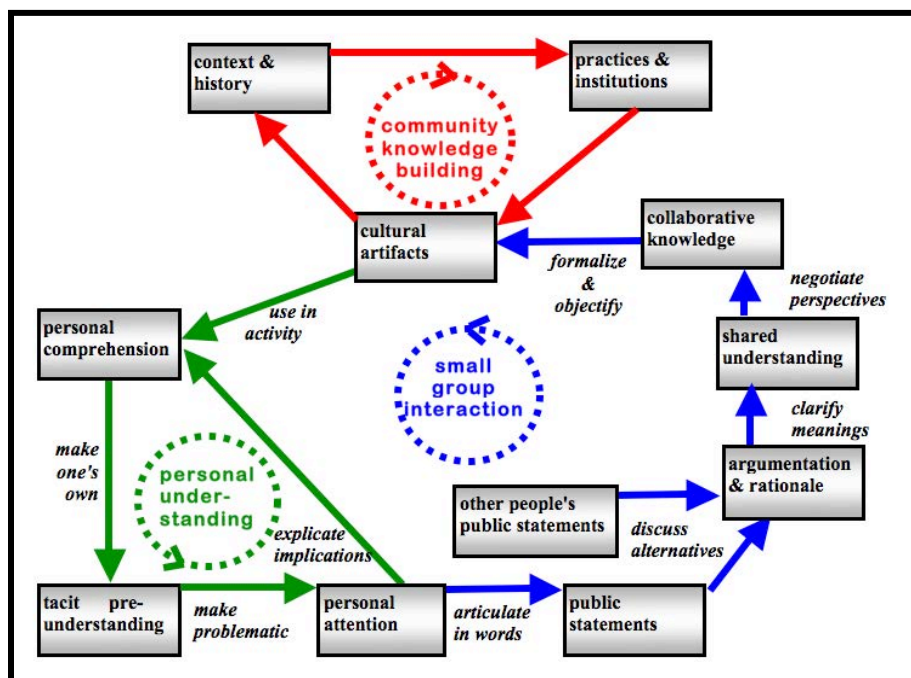 context &
history
practices &
institutions
community
knowledge
building
cultural
artifacts
collaborative
knowledge
formalize
&
objectify
negotiate
perspectives
use in
activity
personal
comprehension
shared
understanding
small
group
interaction
clarify
meanings
make
one's
own
personal
under-
standing
argumentation
& rationale
other people's
public statements
discuss
alternatives
explicate
implications
tacit pre-
understanding
make
problematic
personal
attention
articulate
in words
public
statements